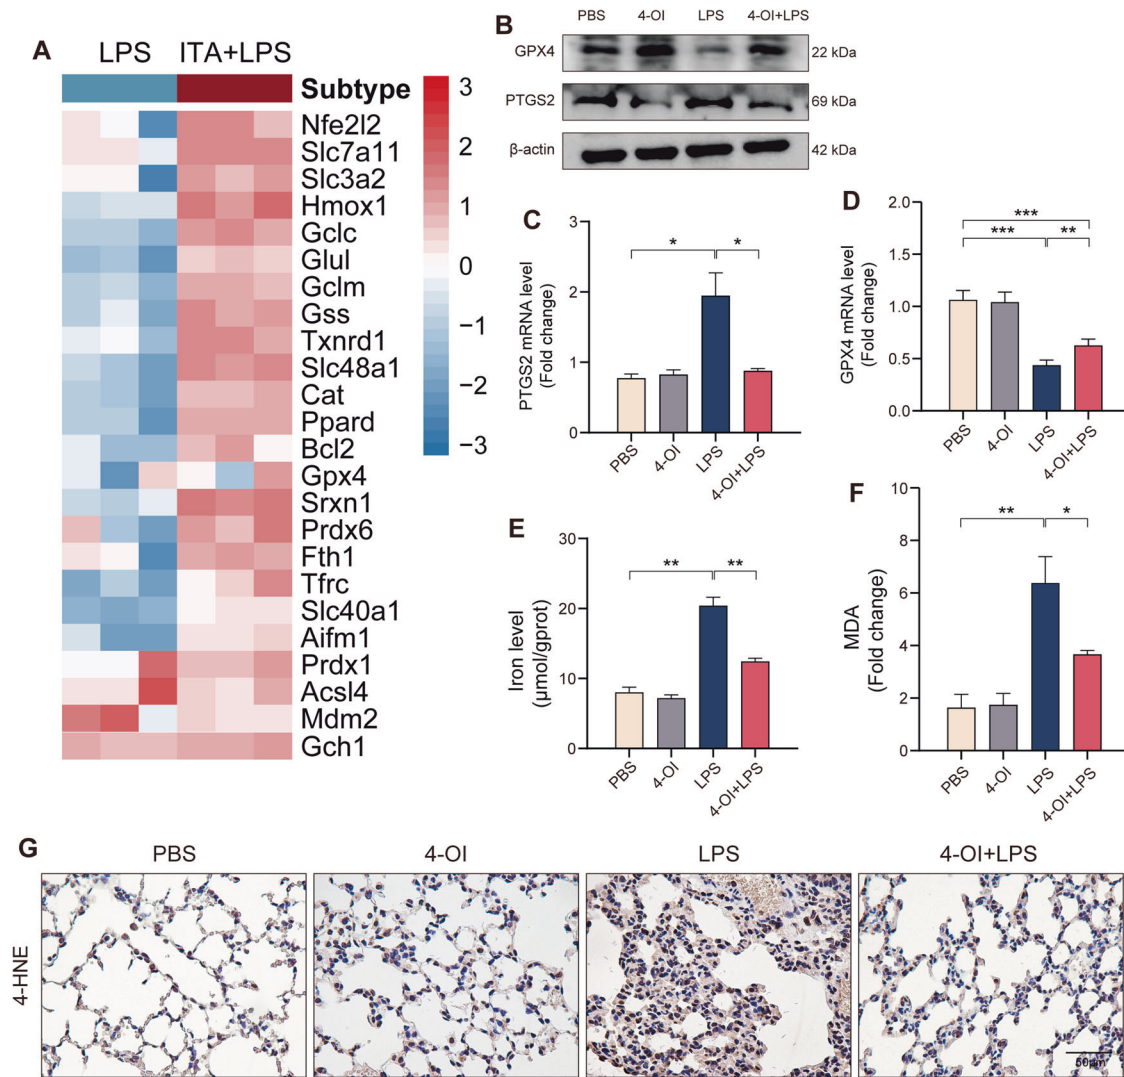 A
LPS ITA+LPS
Subtype
Nfe2l2
Slc7a11
Slc3a2
Hmox1
Gclc
Glul
Gclm
Gss
Txnrd1
Slc48a1
Cat
Ppard
Bcl2
Gpx4
Srxn1
Prdx6
Fth1
Tfrc
Slc40a1
Aifm1
Prdx1
Acsl4
Mdm2
Gch1
3
2
1
0
−1
−2
−3
B
PBS 4-OI LPS 4-OI+LPS
GPX4 22 kDa
PTGS2 69 kDa
β-actin 42 kDa
C
PTGS2 mRNA level
(Fold change)
3
2
1
0
* *
PBS 4-OI LPS 4-OI+LPS
D
GPX4 mRNA level
(Fold change)
2.0
1.5
1.0
0.5
0.0
***
*** **
PBS 4-OI LPS 4-OI+LPS
E
Iron level
(μmol/gprot)
30
20
10
0
** **
PBS 4-OI LPS 4-OI+LPS
F
MDA
(Fold change)
10
8
6
4
2
0
** *
PBS 4-OI LPS 4-OI+LPS
G
PBS 4-OI LPS 4-OI+LPS
4-HNE
50μm